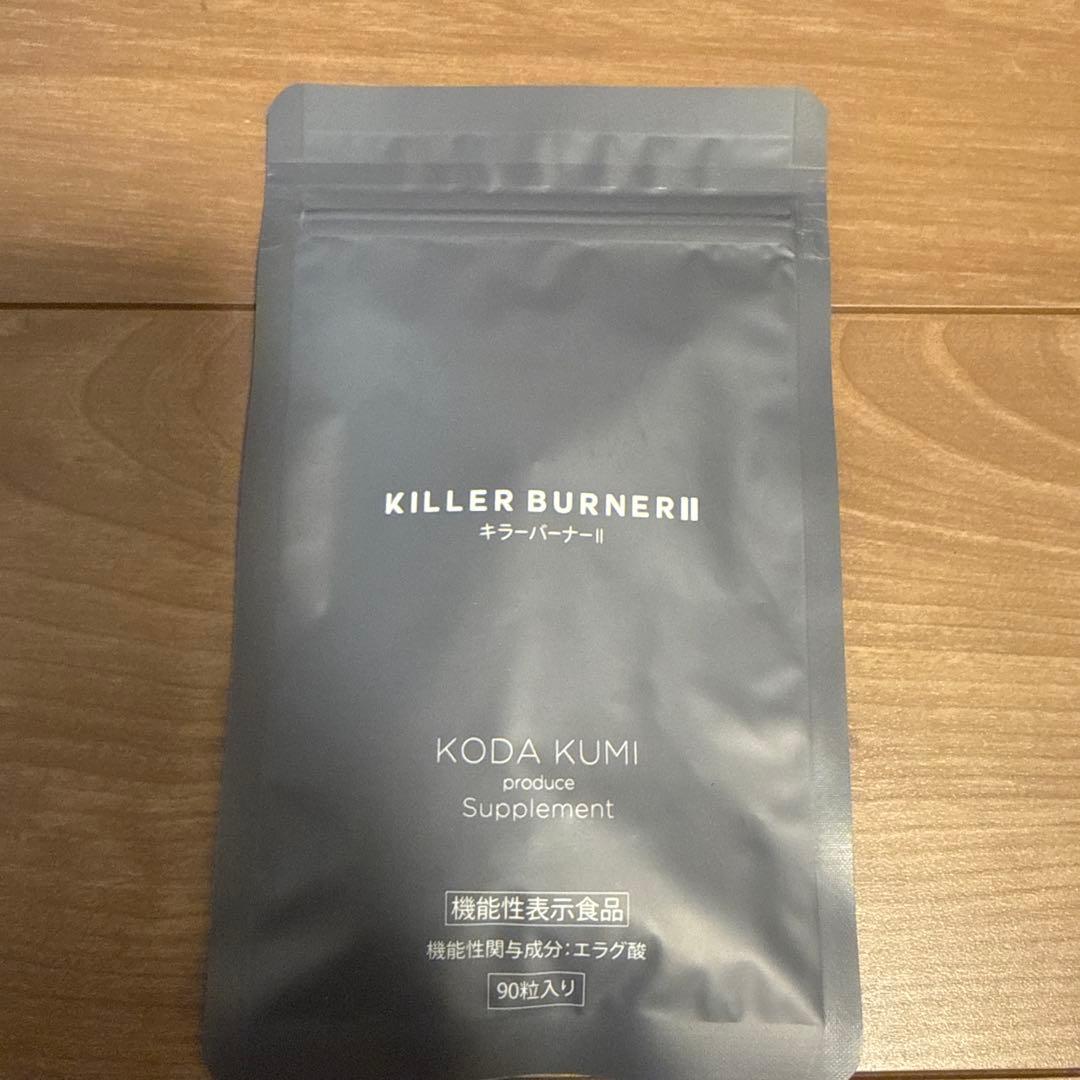 KILLER BURNERⅡ
キラーバーナーⅡ
KODA KUMI
produce
Supplement
機能性表示食品
機能性関与成分：エラグ酸
90粒入り